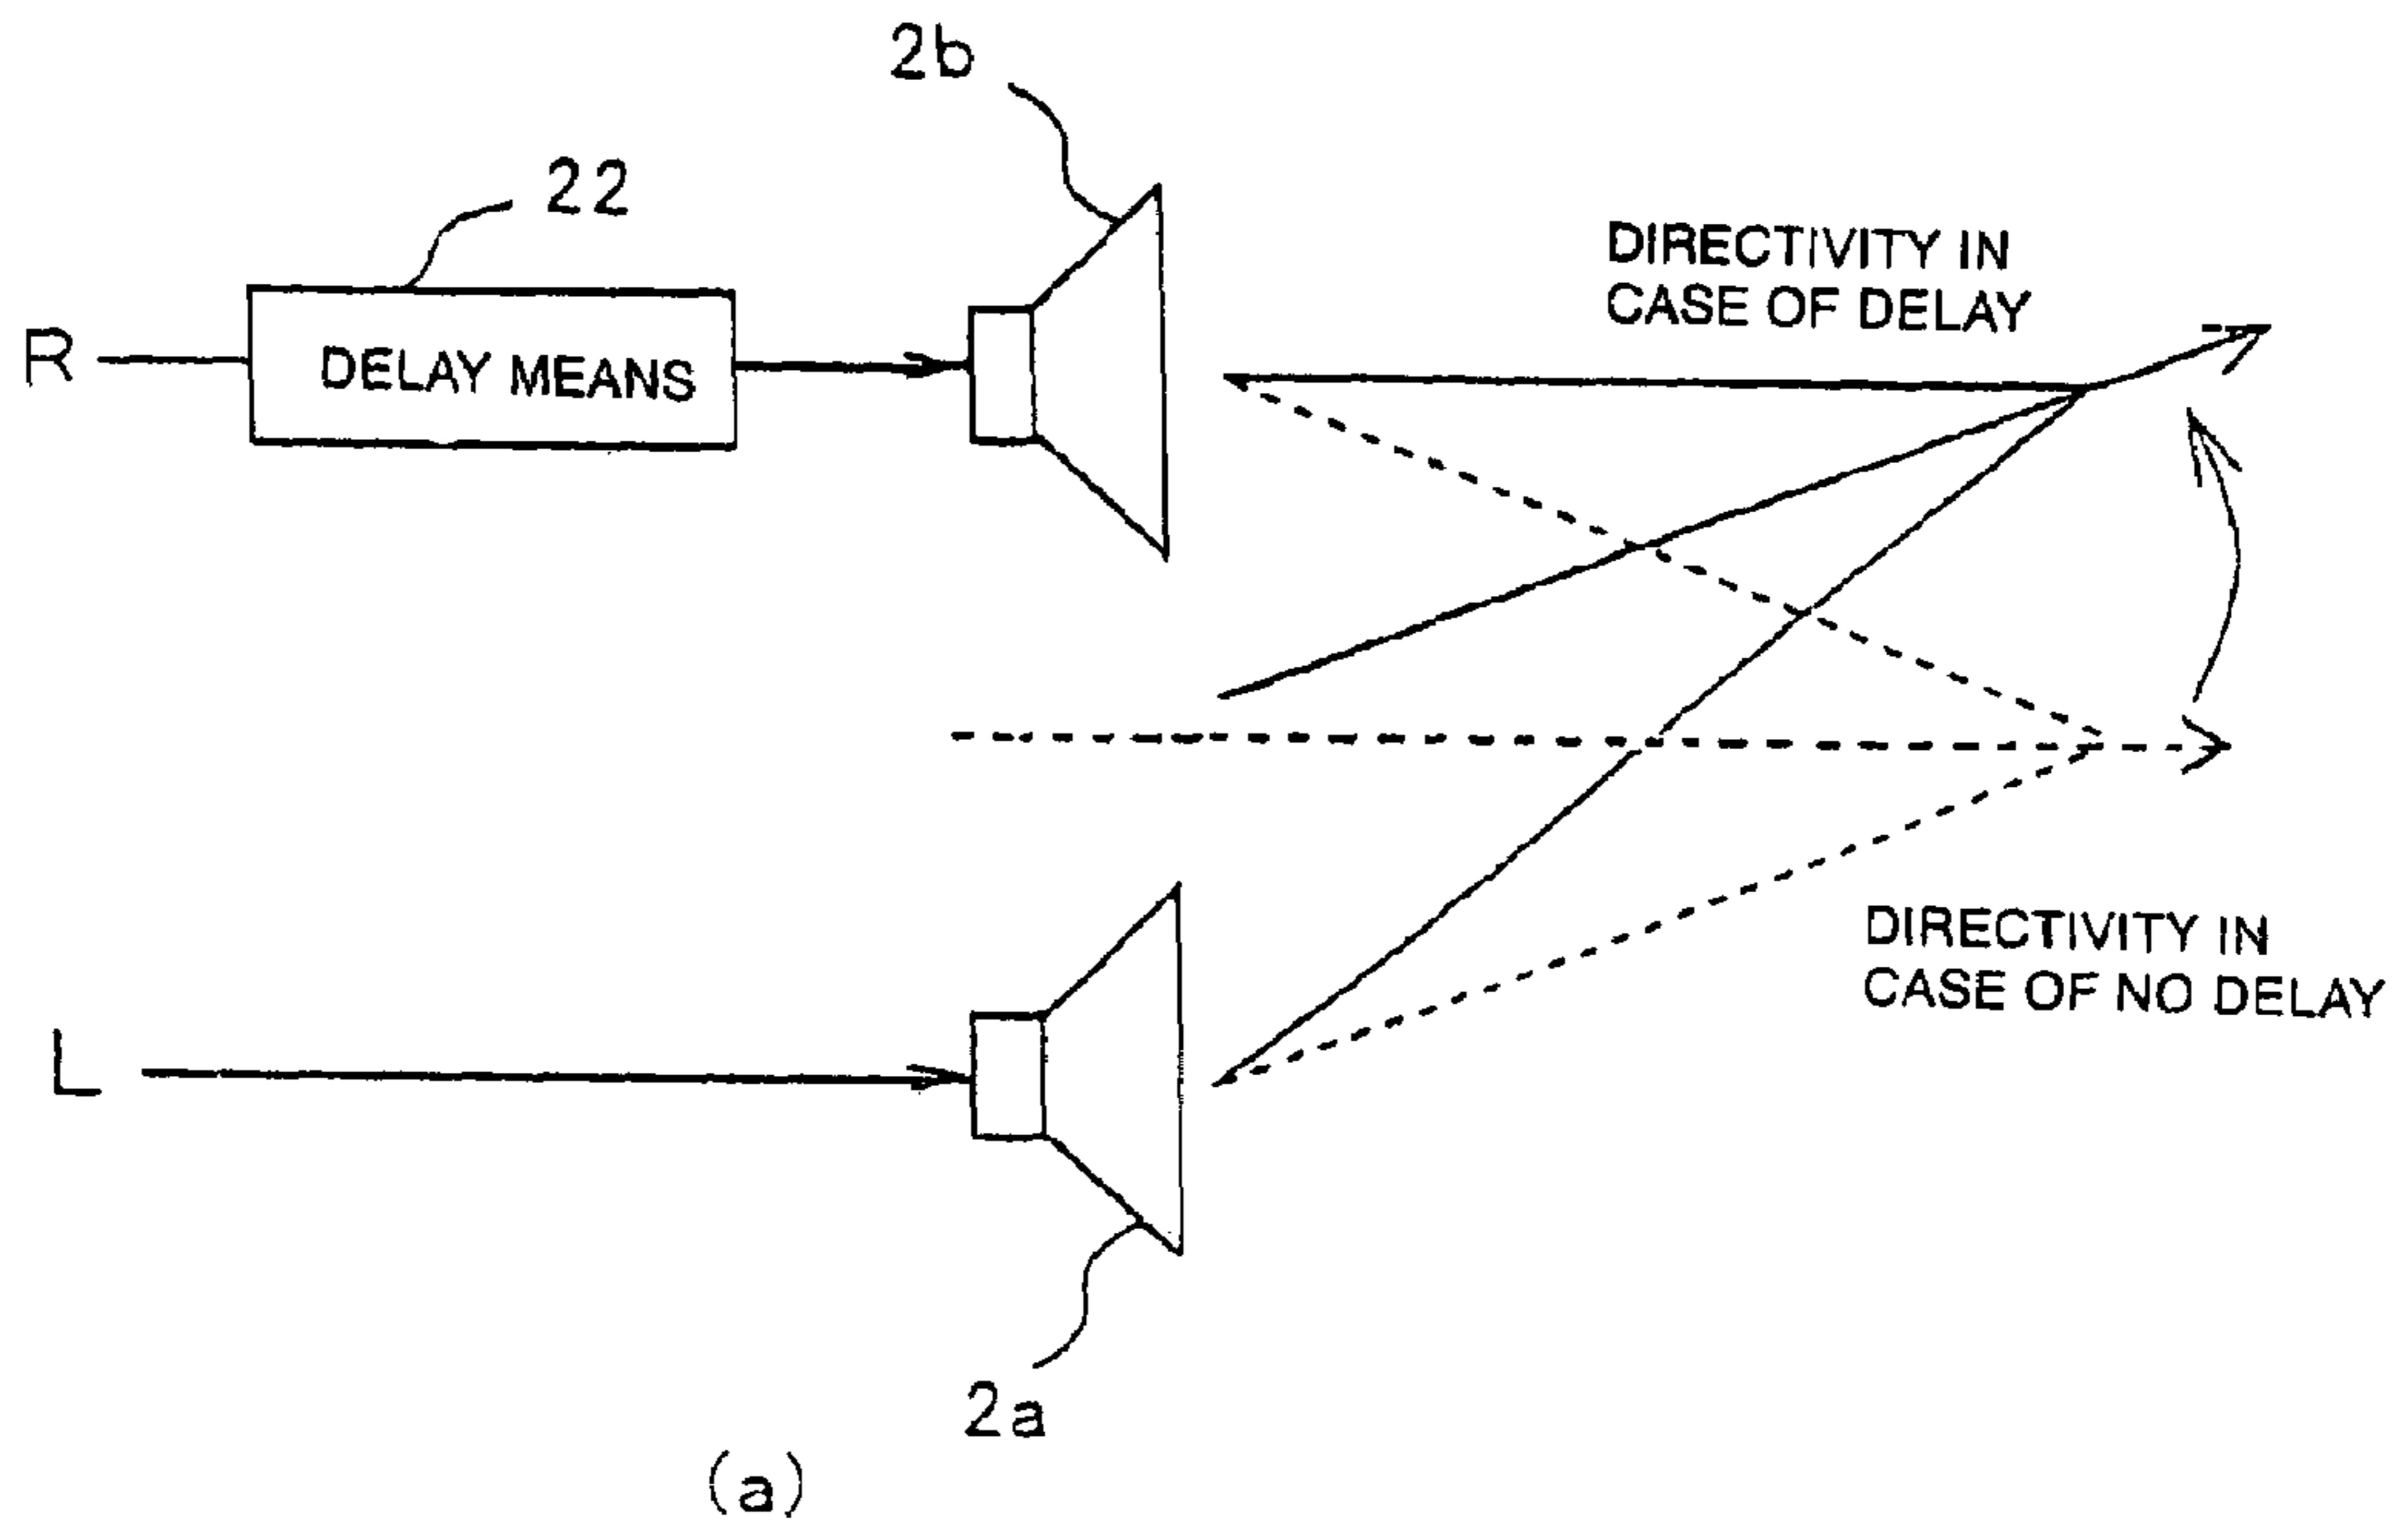 2b
22
DIRECTIVITY IN
CASE OF DELAY
R
DELAY MEANS
DIRECTIVITY IN
CASE OF NO DELAY
L
2a
(a)